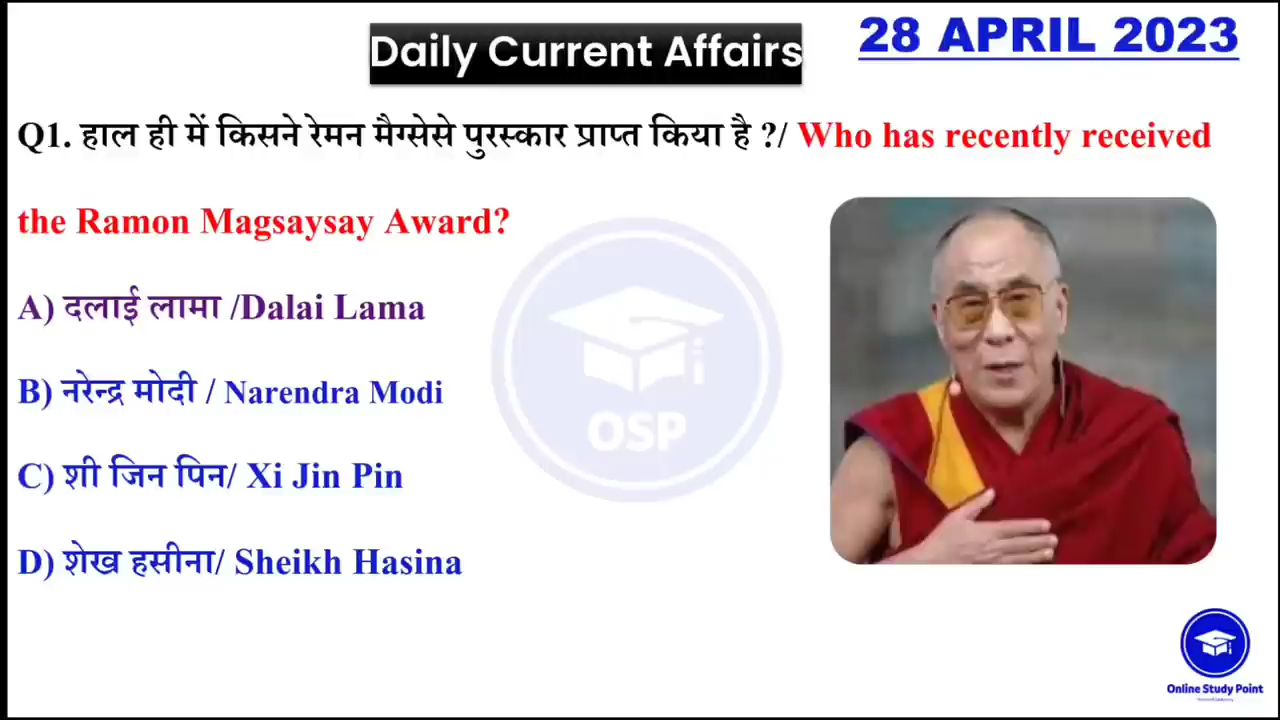 Daily Current Affairs
28 APRIL 2023
Q1. हाल ही में किसने रेमन मैग्सेसे पुरस्कार प्राप्त किया है ?/ Who has recently received
the Ramon Magsaysay Award?
A) दलाई लामा /Dalai Lama
B) नरेन्द्र मोदी / Narendra Modi
C) शी जिन पिन/ Xi Jin Pin
D) शेख हसीना/ Sheikh Hasina
OSP
Online Study Point